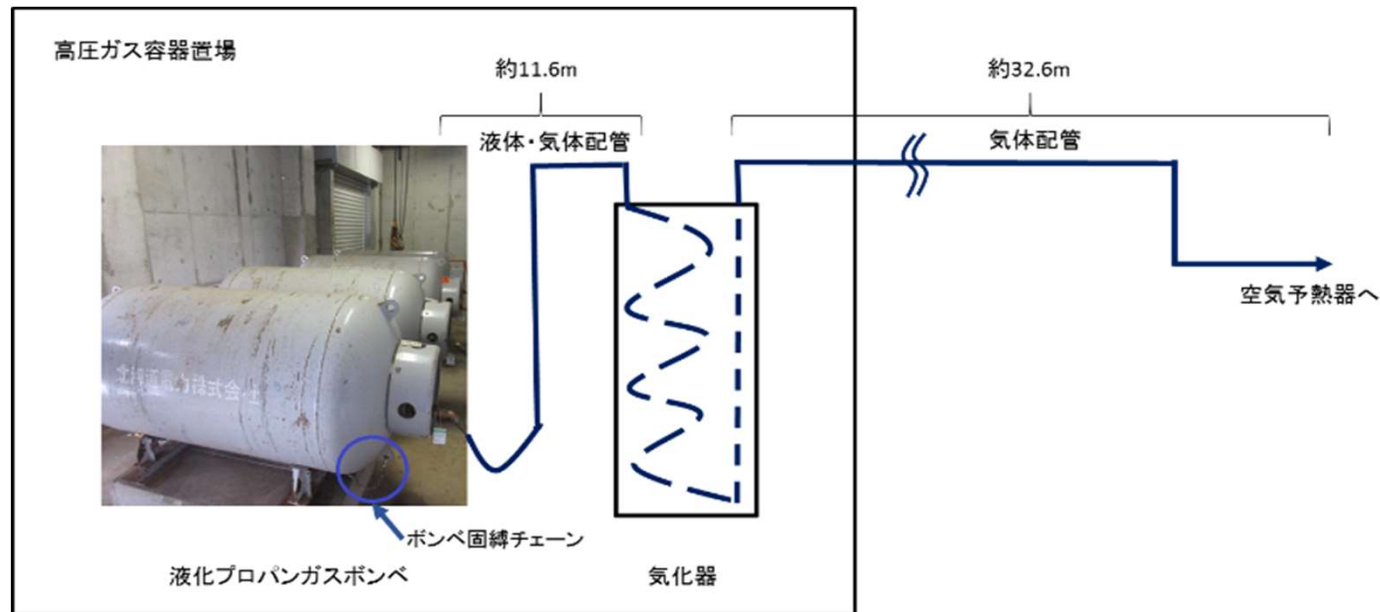 高圧ガス容器置場
約11.6m
約32.6m
液体・気体配管
気体配管
空気予熱器へ
ボンベ固縛チェーン
液化プロパンガスボンベ
気化器